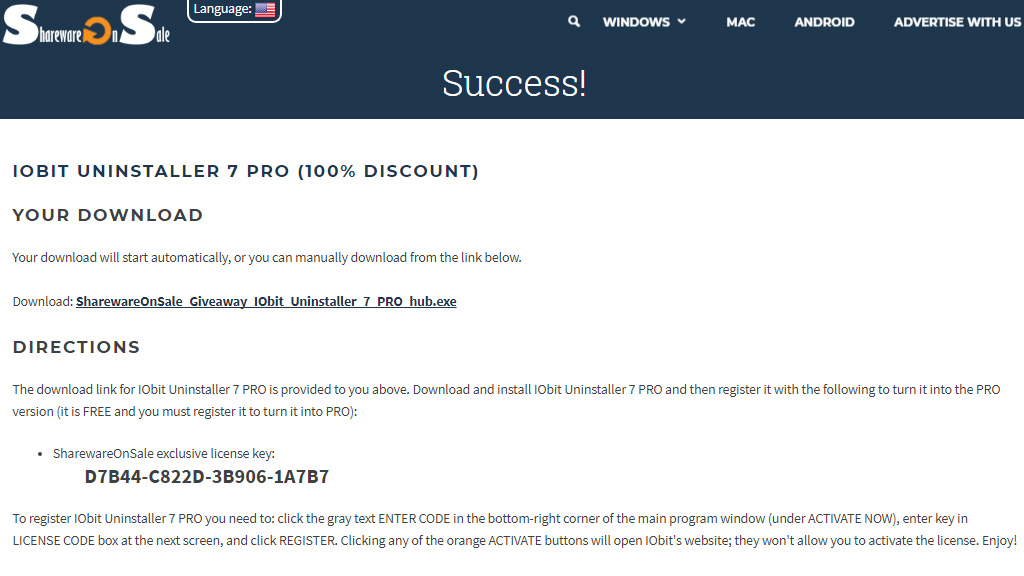 SharewareOnSale
Language:
WINDOWS
MAC
ANDROID
ADVERTISE WITH US
Success!
IOBIT UNINSTALLER 7 PRO (100% DISCOUNT)
YOUR DOWNLOAD
Your download will start automatically, or you can manually download from the link below.
Download: SharewareOnSale_Giveaway_IObit_Uninstaller_7_PRO_hub.exe
DIRECTIONS
The download link for IObit Uninstaller 7 PRO is provided to you above. Download and install IObit Uninstaller 7 PRO and then register it with the following to turn it into the PRO
version (it is FREE and you must register it to turn it into PRO):
• SharewareOnSale exclusive license key:
D7B44-C822D-3B906-1A7B7
To register IObit Uninstaller 7 PRO you need to: click the gray text ENTER CODE in the bottom-right corner of the main program window (under ACTIVATE NOW), enter key in
LICENSE CODE box at the next screen, and click REGISTER. Clicking any of the orange ACTIVATE buttons will open IObit's website; they won't allow you to activate the license. Enjoy!